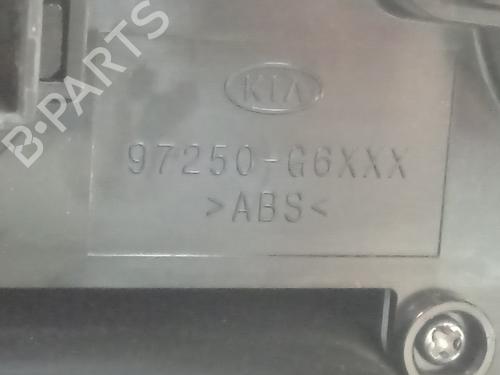 B-PARTS
KIA
97250-G6XXX
>ABS<